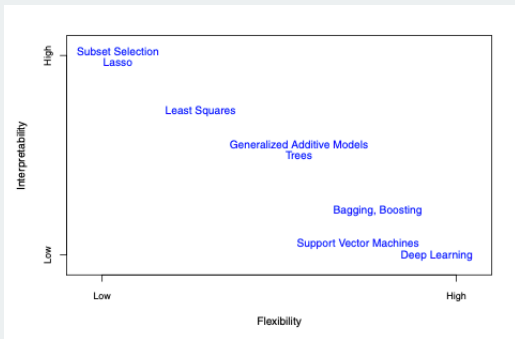 High
Subset Selection
Lasso
Least Squares
Generalized Additive Models
Trees
Bagging, Boosting
Support Vector Machines
Deep Learning
Interpretability
Low
Low
High
Flexibility